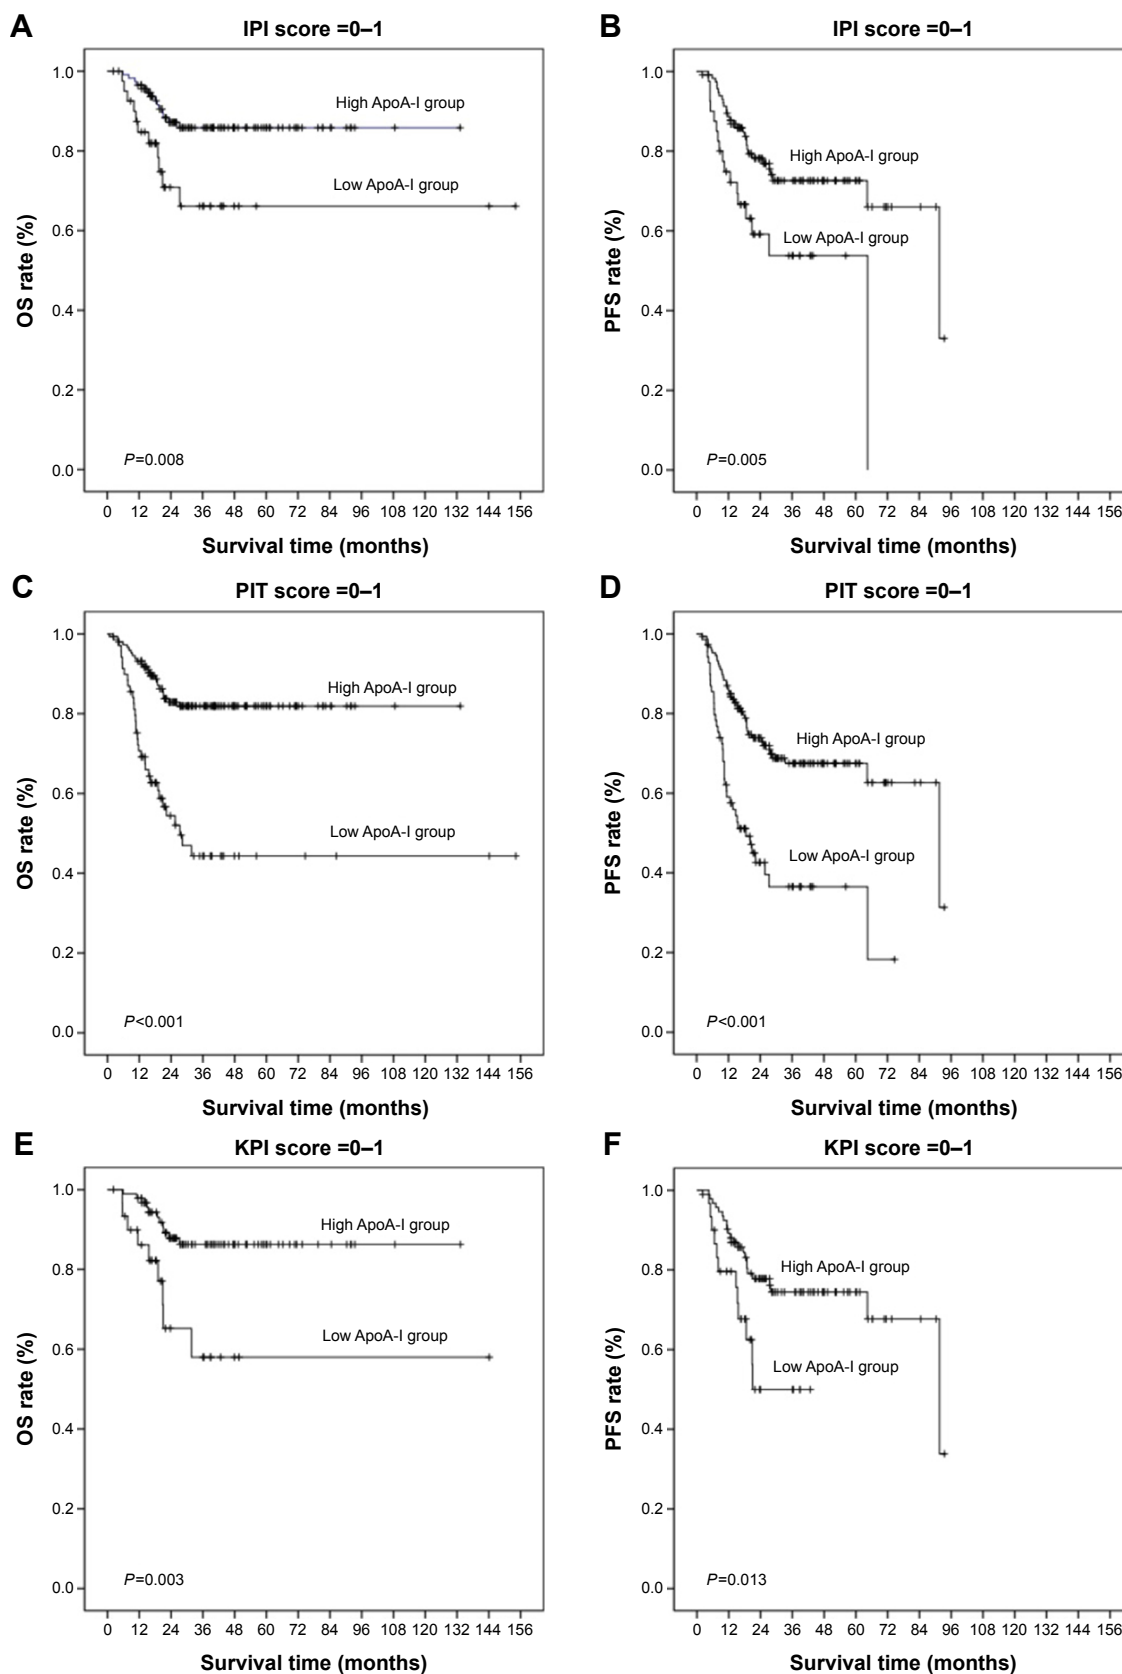 A
IPI score =0–1
1.0
0.8
0.6
0.4
0.2
0.0
OS rate (%)
High ApoA-I group
Low ApoA-I group
P=0.008
0 12 24 36 48 60 72 84 96 108 120 132 144 156
Survival time (months)
B
IPI score =0–1
1.0
0.8
0.6
0.4
0.2
0.0
PFS rate (%)
High ApoA-I group
Low ApoA-I group
P=0.005
0 12 24 36 48 60 72 84 96 108 120 132 144 156
Survival time (months)
C
PIT score =0–1
1.0
0.8
0.6
0.4
0.2
0.0
OS rate (%)
High ApoA-I group
Low ApoA-I group
P<0.001
0 12 24 36 48 60 72 84 96 108 120 132 144 156
Survival time (months)
D
PIT score =0–1
1.0
0.8
0.6
0.4
0.2
0.0
PFS rate (%)
High ApoA-I group
Low ApoA-I group
P<0.001
0 12 24 36 48 60 72 84 96 108 120 132 144 156
Survival time (months)
E
KPI score =0–1
1.0
0.8
0.6
0.4
0.2
0.0
OS rate (%)
High ApoA-I group
Low ApoA-I group
P=0.003
0 12 24 36 48 60 72 84 96 108 120 132 144 156
Survival time (months)
F
KPI score =0–1
1.0
0.8
0.6
0.4
0.2
0.0
PFS rate (%)
High ApoA-I group
Low ApoA-I group
P=0.013
0 12 24 36 48 60 72 84 96 108 120 132 144 156
Survival time (months)